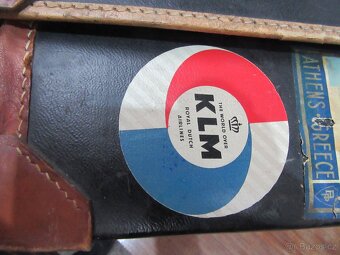 THE WORLD OVER
KLM
ROYAL DUTCH
AIRLINES
ATHENS-GREECE